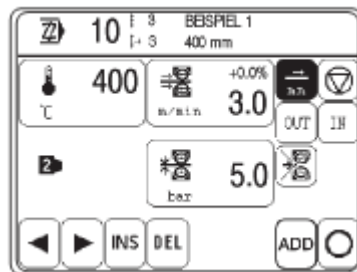 10 3 BEISPIEL 1
3 400 mm
400 +0.0%
°C m/min 3.0
OUT IN
2 5.0
bar
INS DEL ADD